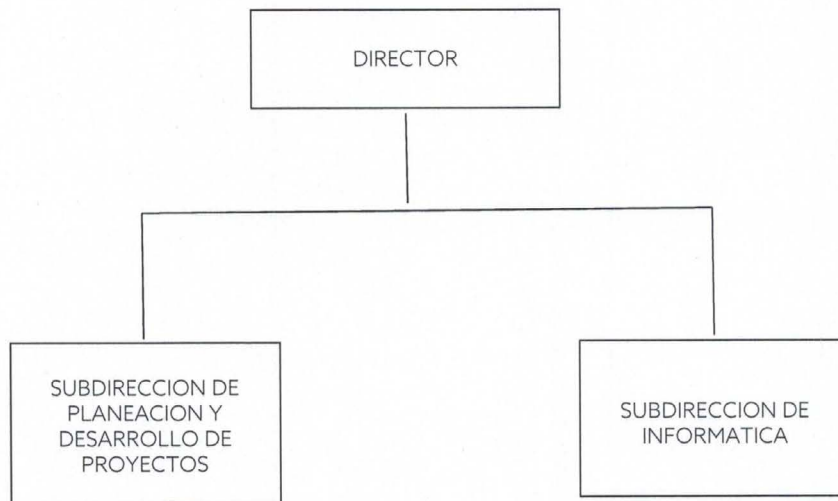 DIRECTOR
SUBDIRECCION DE
PLANEACION Y
DESARROLLO DE
PROYECTOS
SUBDIRECCION DE
INFORMATICA